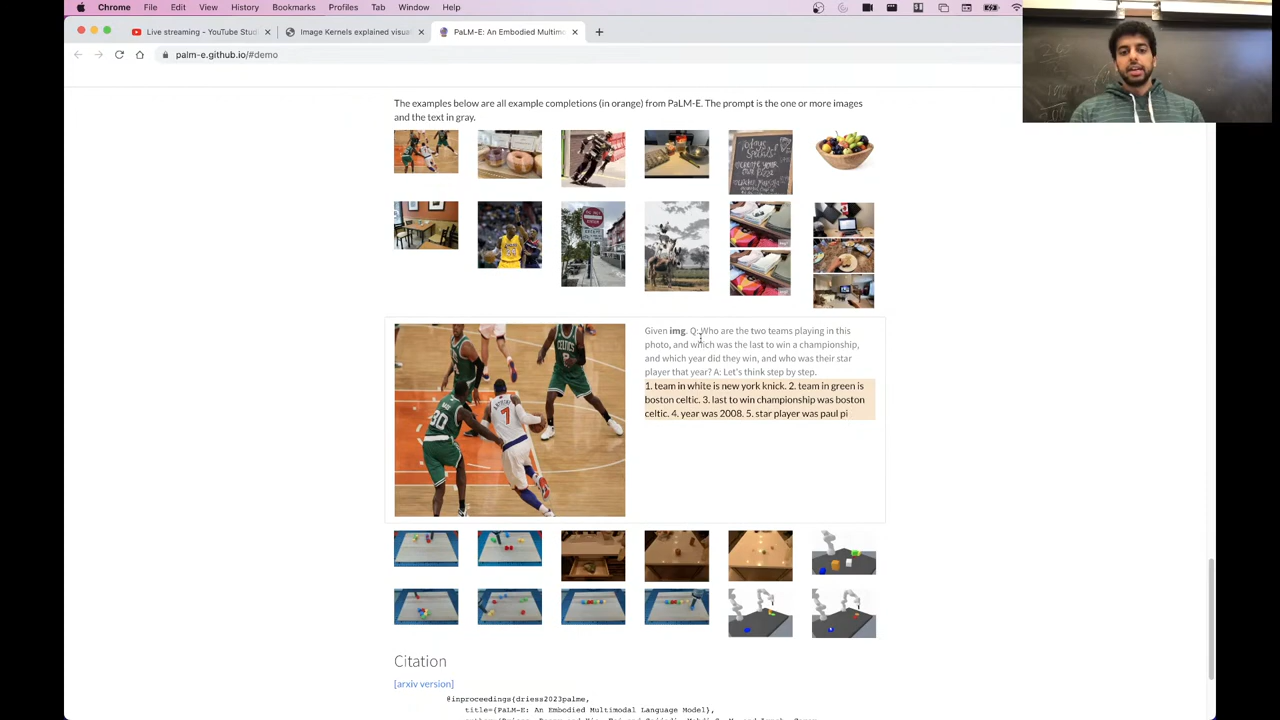 Chrome File Edit View History Bookmarks Profiles Tab Window Help
Live streaming - YouTube Stud
Image Kernels explained visua
PaLM-E: An Embodied Multimo
palm-e.github.io/#demo
The examples below are all example completions (in orange) from PaLM-E. The prompt is the one or more images
and the text in gray.
Given img. Q: Who are the two teams playing in this
photo, and which was the last to win a championship,
and which year did they win, and who was their star
player that year? A: Let's think step by step.
1. team in white is new york knick. 2. team in green is
boston celtic. 3. last to win championship was boston
celtic. 4. year was 2008. 5. star player was paul pi
CELTICS
30
7
Citation
[arxiv version]
@inproceedings{driess2023palme,
title={PaLM-E: An Embodied Multimodal Language Model},